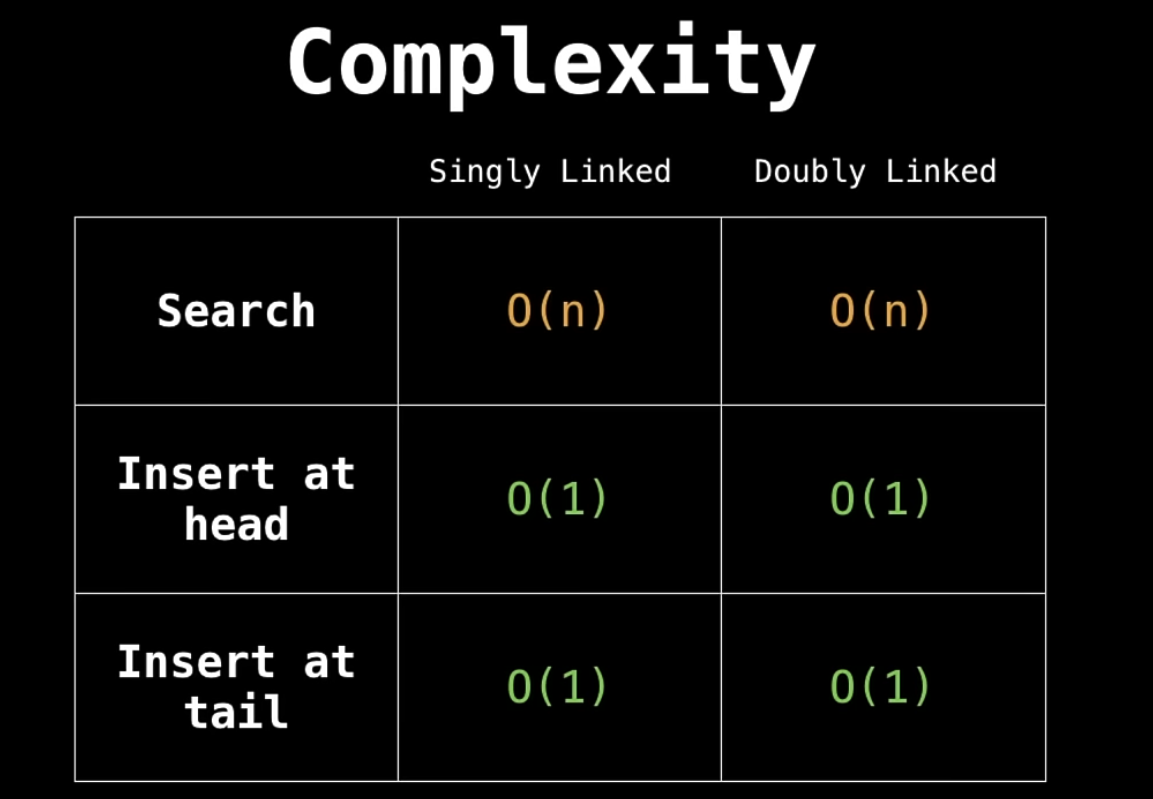 Complexity
Singly Linked Doubly Linked
Search O(n) O(n)
Insert at
head O(1) O(1)
Insert at
tail O(1) O(1)